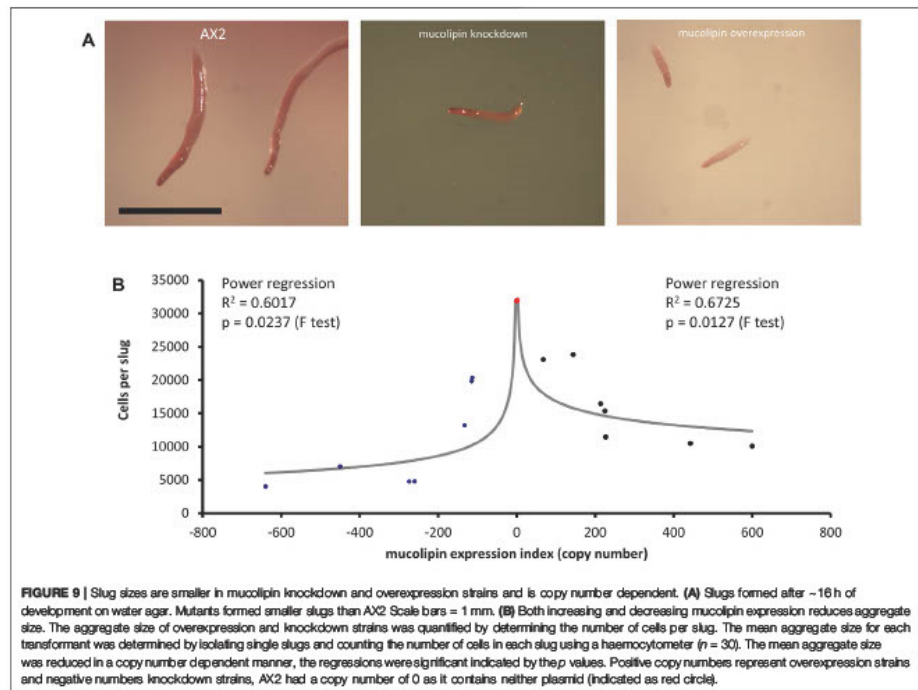 A
AX2
mucolipin knockdown
mucolipin overexpression
B
Power regression
R² = 0.6017
p = 0.0237 (F test)
Power regression
R² = 0.6725
p = 0.0127 (F test)
Cells per slug
35000
30000
25000
20000
15000
10000
5000
0
-800
-600
-400
-200
0
200
400
600
800
mucolipin expression index (copy number)
FIGURE 9 | Slug sizes are smaller in mucolipin knockdown and overexpression strains and is copy number dependent. (A) Slugs formed after ~16 h of
development on water agar. Mutants formed smaller slugs than AX2 Scale bars = 1 mm. (B) Both increasing and decreasing mucolipin expression reduces aggregate
size. The aggregate size of overexpression and knockdown strains was quantified by determining the number of cells per slug. The mean aggregate size for each
transformant was determined by isolating single slugs and counting the number of cells in each slug using a haemocytometer (n = 30). The mean aggregate size
was reduced in a copy number dependent manner, the regressions were significant indicated by the p values. Positive copy numbers represent overexpression strains
and negative numbers knockdown strains, AX2 had a copy number of 0 as it contains neither plasmid (indicated as red circle).